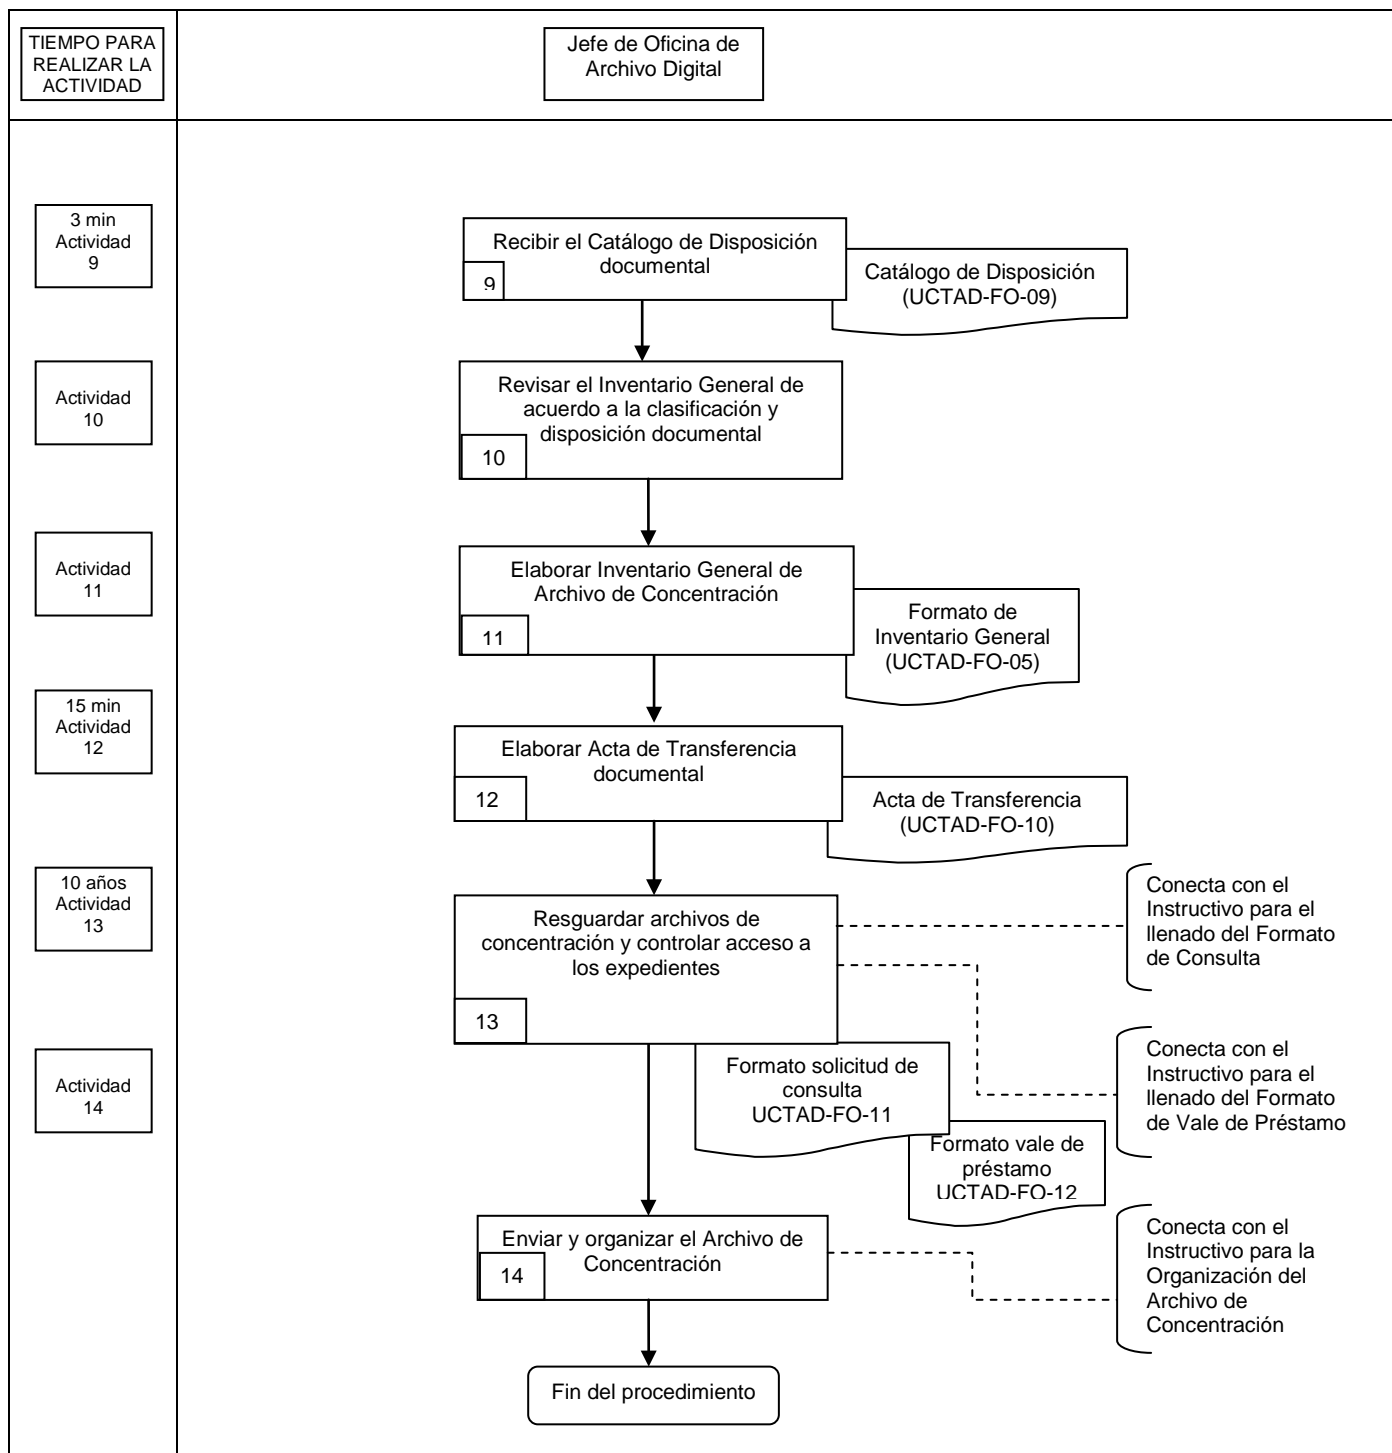 TIEMPO PARA
REALIZAR LA
ACTIVIDAD
Jefe de Oficina de
Archivo Digital
3 min
Actividad
9
Recibir el Catálogo de Disposición
documental
9
Catálogo de Disposición
(UCTAD-FO-09)
Actividad
10
Revisar el Inventario General de
acuerdo a la clasificación y
disposición documental
10
Actividad
11
Elaborar Inventario General de
Archivo de Concentración
11
Formato de
Inventario General
(UCTAD-FO-05)
15 min
Actividad
12
Elaborar Acta de Transferencia
documental
12
Acta de Transferencia
(UCTAD-FO-10)
10 años
Actividad
13
Resguardar archivos de
concentración y controlar acceso a
los expedientes
13
Conecta con el
Instructivo para el
llenado del Formato
de Consulta
Conecta con el
Instructivo para el
llenado del Formato
de Vale de Préstamo
Formato solicitud de
consulta
UCTAD-FO-11
Formato vale de
préstamo
UCTAD-FO-12
Actividad
14
Enviar y organizar el Archivo de
Concentración
14
Conecta con el
Instructivo para la
Organización del
Archivo de
Concentración
Fin del procedimiento